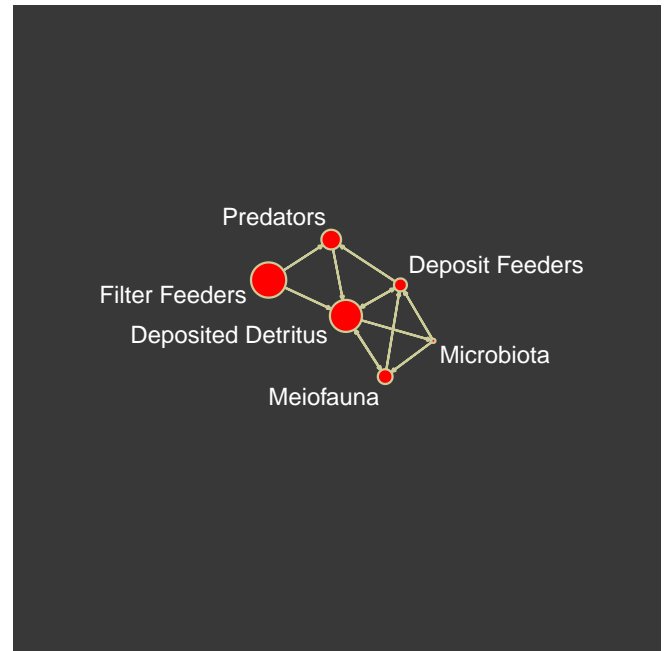 Predators
Deposit Feeders
Filter Feeders
Deposited Detritus
Microbiota
Meiofauna